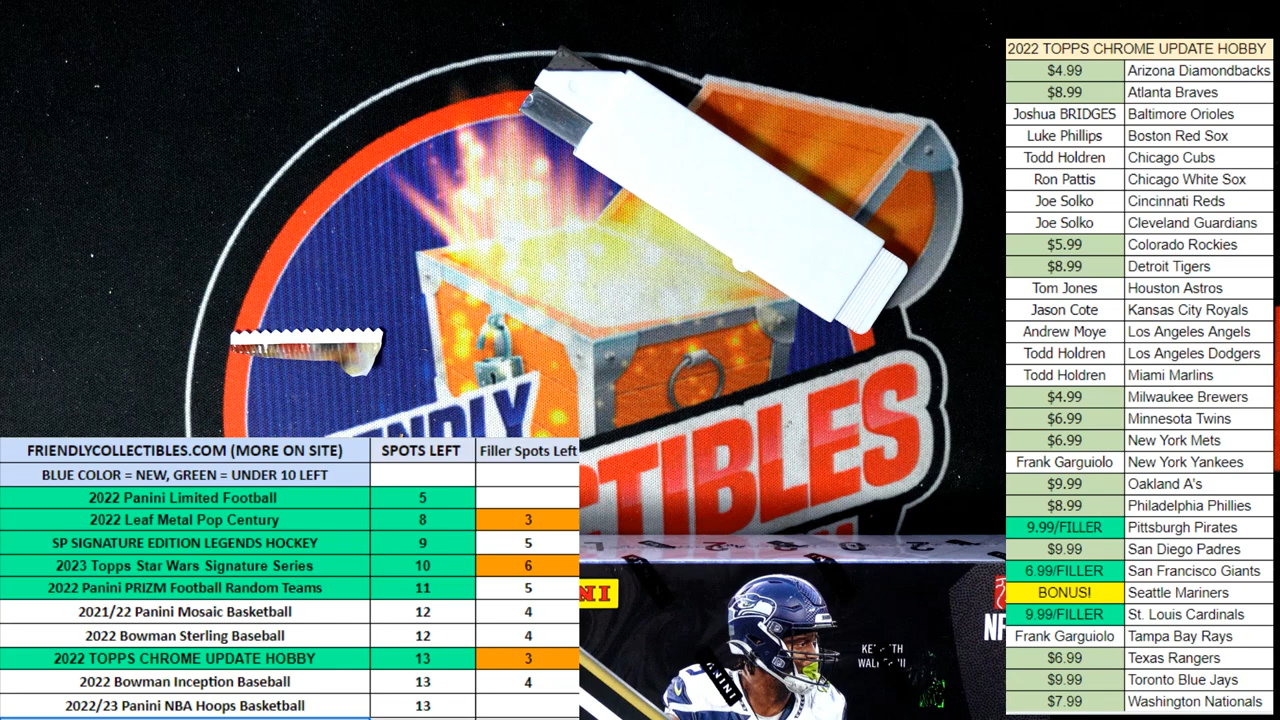 2022 TOPPS CHROME UPDATE HOBBY
$4.99 Arizona Diamondbacks
$8.99 Atlanta Braves
Joshua BRIDGES Baltimore Orioles
Luke Phillips Boston Red Sox
Todd Holdren Chicago Cubs
Ron Pattis Chicago White Sox
Joe Solko Cincinnati Reds
Joe Solko Cleveland Guardians
$5.99 Colorado Rockies
$8.99 Detroit Tigers
Tom Jones Houston Astros
Jason Cote Kansas City Royals
Andrew Moye Los Angeles Angels
Todd Holdren Los Angeles Dodgers
Todd Holdren Miami Marlins
$4.99 Milwaukee Brewers
$6.99 Minnesota Twins
$6.99 New York Mets
Frank Garguiolo New York Yankees
$9.99 Oakland A's
$8.99 Philadelphia Phillies
9.99/FILLER Pittsburgh Pirates
$9.99 San Diego Padres
6.99/FILLER San Francisco Giants
BONUS! Seattle Mariners
9.99/FILLER St. Louis Cardinals
Frank Garguiolo Tampa Bay Rays
$6.99 Texas Rangers
$9.99 Toronto Blue Jays
$7.99 Washington Nationals
NDLY
TIBLES
FRIENDLYCOLLECTIBLES.COM (MORE ON SITE) SPOTS LEFT Filler Spots Left
BLUE COLOR = NEW, GREEN = UNDER 10 LEFT
2022 Panini Limited Football 5
2022 Leaf Metal Pop Century 8 3
SP SIGNATURE EDITION LEGENDS HOCKEY 9 5
2023 Topps Star Wars Signature Series 10 6
2022 Panini PRIZM Football Random Teams 11 5
2021/22 Panini Mosaic Basketball 12 4
2022 Bowman Sterling Baseball 12 4
2022 TOPPS CHROME UPDATE HOBBY 13 3
2022 Bowman Inception Baseball 13 4
2022/23 Panini NBA Hoops Basketball 13
NI
PANINI
NF